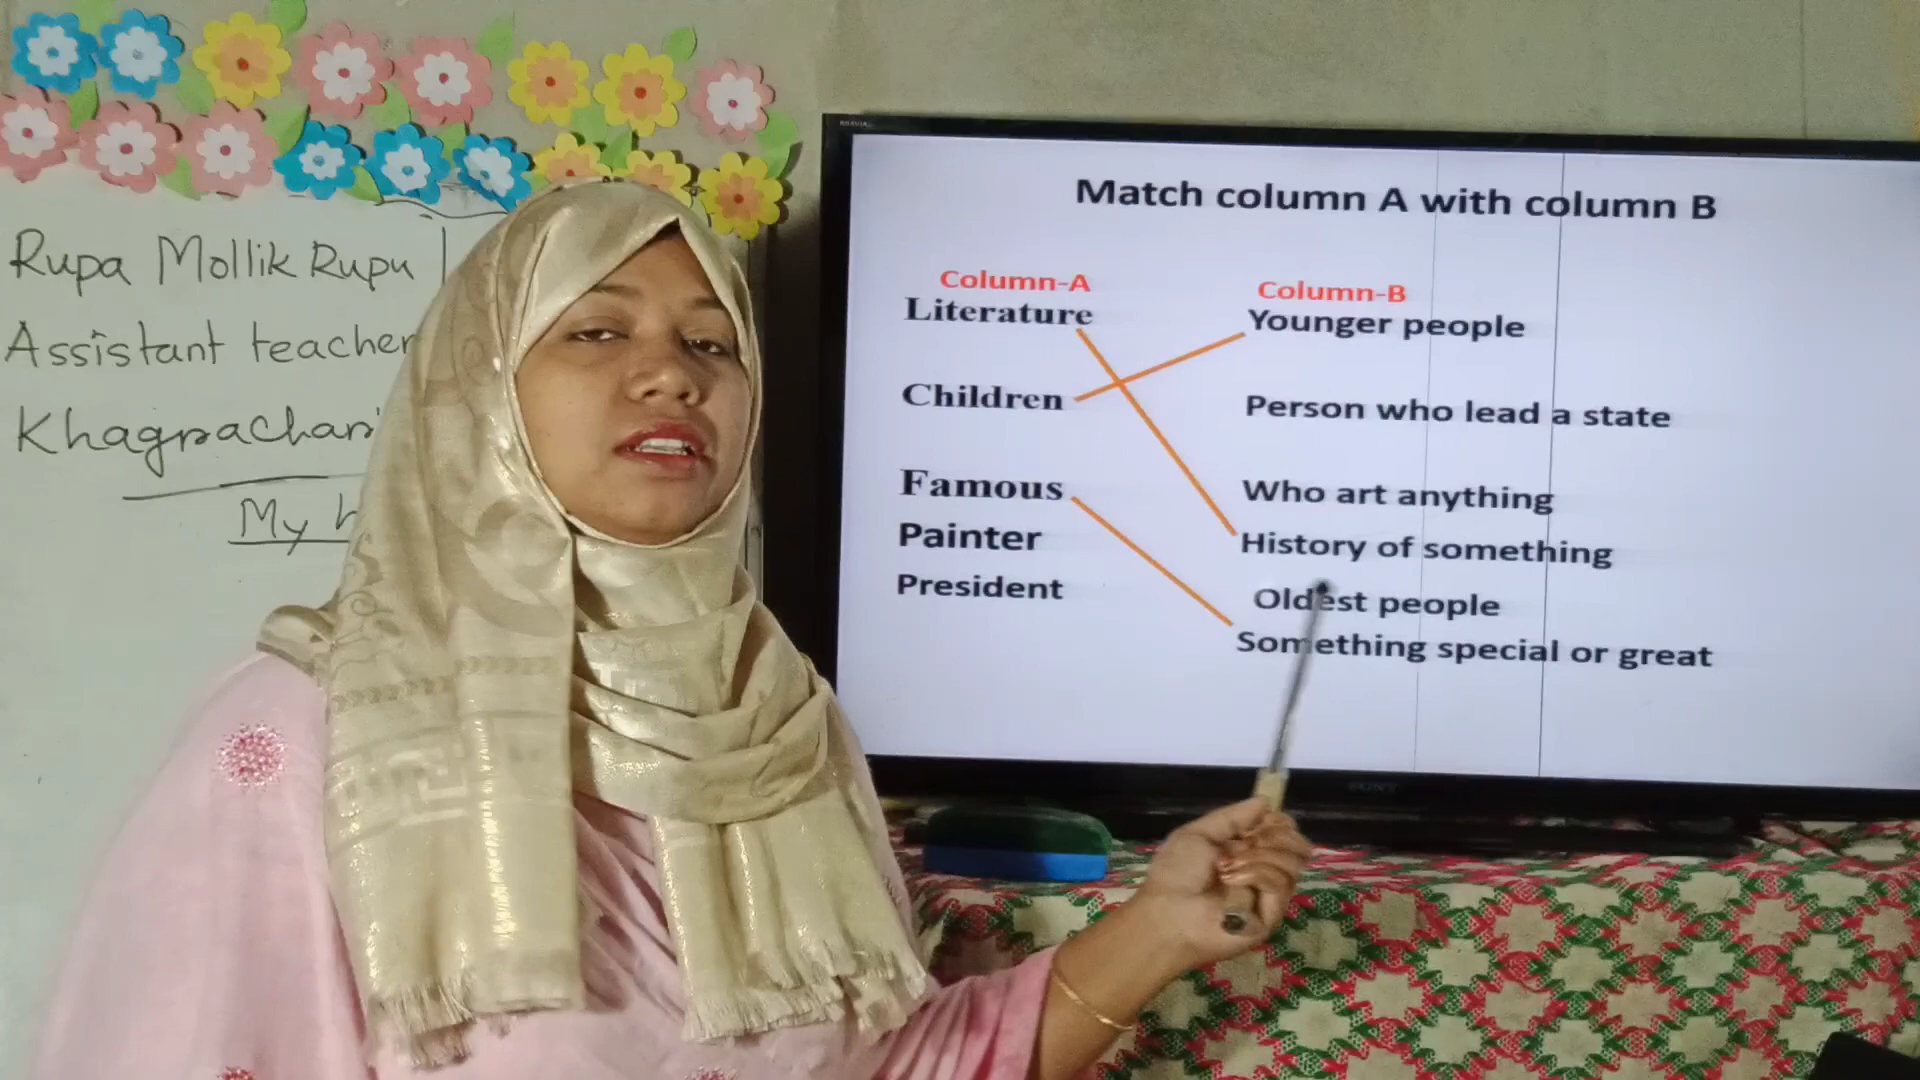 Rupa Mollik Rupu
Assistant teacher
Khagrachari
My
Match column A with column B
Column-A
Column-B
Literature
Younger people
Children
Person who lead a state
Famous
Who art anything
Painter
History of something
President
Oldest people
Something special or great
SONY